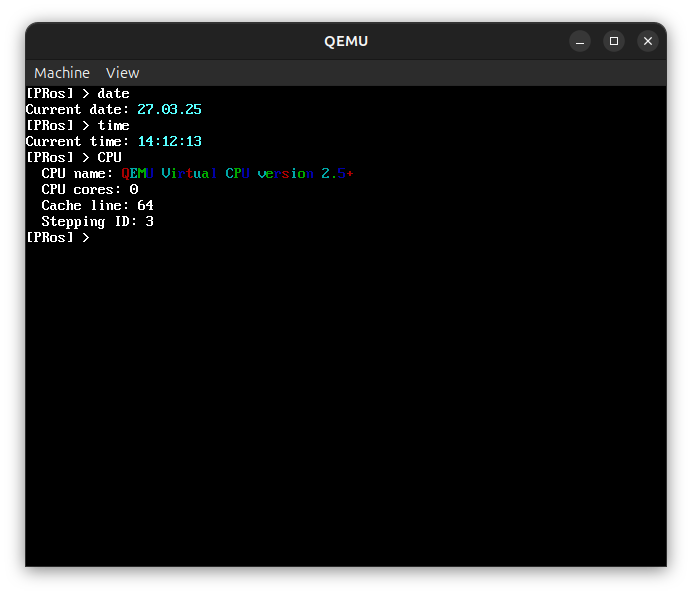 QEMU
Machine View
[PRos] > date
Current date: 27.03.25
[PRos] > time
Current time: 14:12:13
[PRos] > CPU
CPU name: QEMU Virtual CPU version 2.5+
CPU cores: 0
Cache line: 64
Stepping ID: 3
[PRos] >